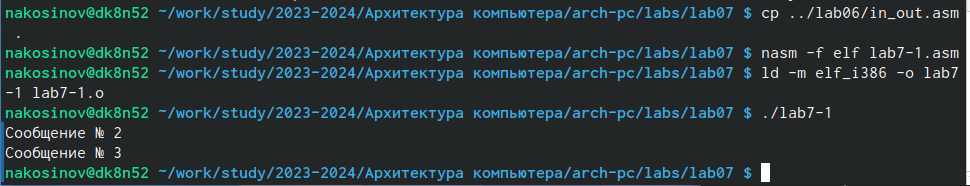 nakosinov@dk8n52 ~/work/study/2023-2024/Архитектура компьютера/arch-pc/labs/lab07 $ cp ../lab06/in_out.asm
.
nakosinov@dk8n52 ~/work/study/2023-2024/Архитектура компьютера/arch-pc/labs/lab07 $ nasm -f elf lab7-1.asm
nakosinov@dk8n52 ~/work/study/2023-2024/Архитектура компьютера/arch-pc/labs/lab07 $ ld -m elf_i386 -o lab7
-1 lab7-1.o
nakosinov@dk8n52 ~/work/study/2023-2024/Архитектура компьютера/arch-pc/labs/lab07 $ ./lab7-1
Сообщение № 2
Сообщение № 3
nakosinov@dk8n52 ~/work/study/2023-2024/Архитектура компьютера/arch-pc/labs/lab07 $